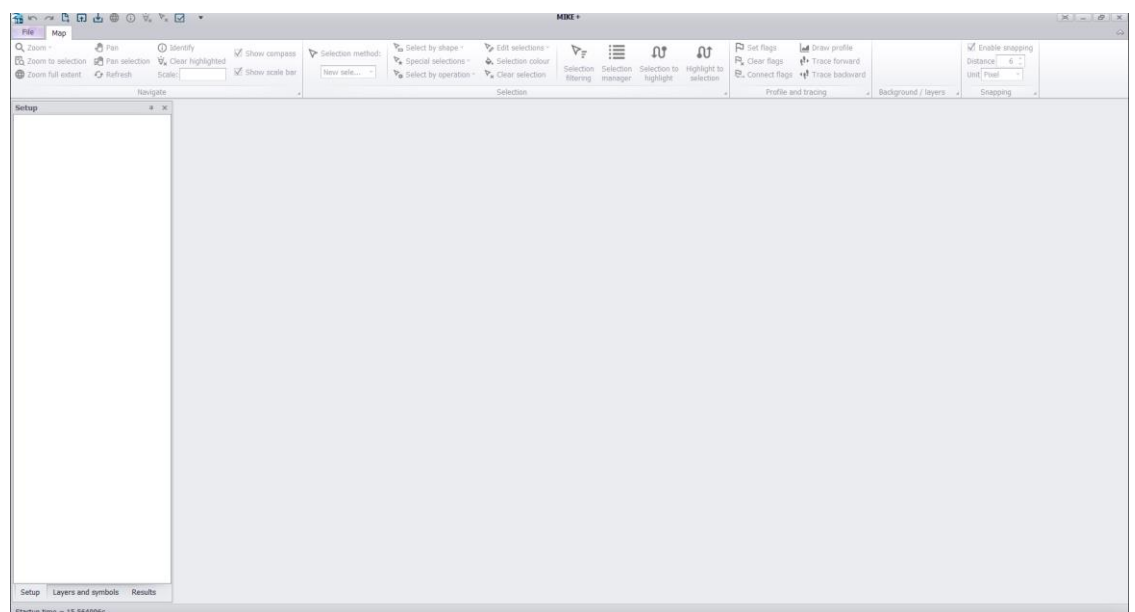 MIKE+
File Map
Zoom Pan Identify
Zoom to selection Pan selection Clear highlighted
Zoom full extent Refresh Scale:
Show compass
Show scale bar
Navigate
Selection method:
New sele...
Select by shape Edit selections
Special selections Selection colour
Select by operation Clear selection
Selection filtering
Selection manager
Selection to highlight
Highlight to selection
Selection
Set flags Draw profile
Clear flags Trace forward
Connect flags Trace backward
Profile and tracing
Background / layers
Enable snapping
Distance 6
Unit Pixel
Snapping
Setup
Setup Layers and symbols Results